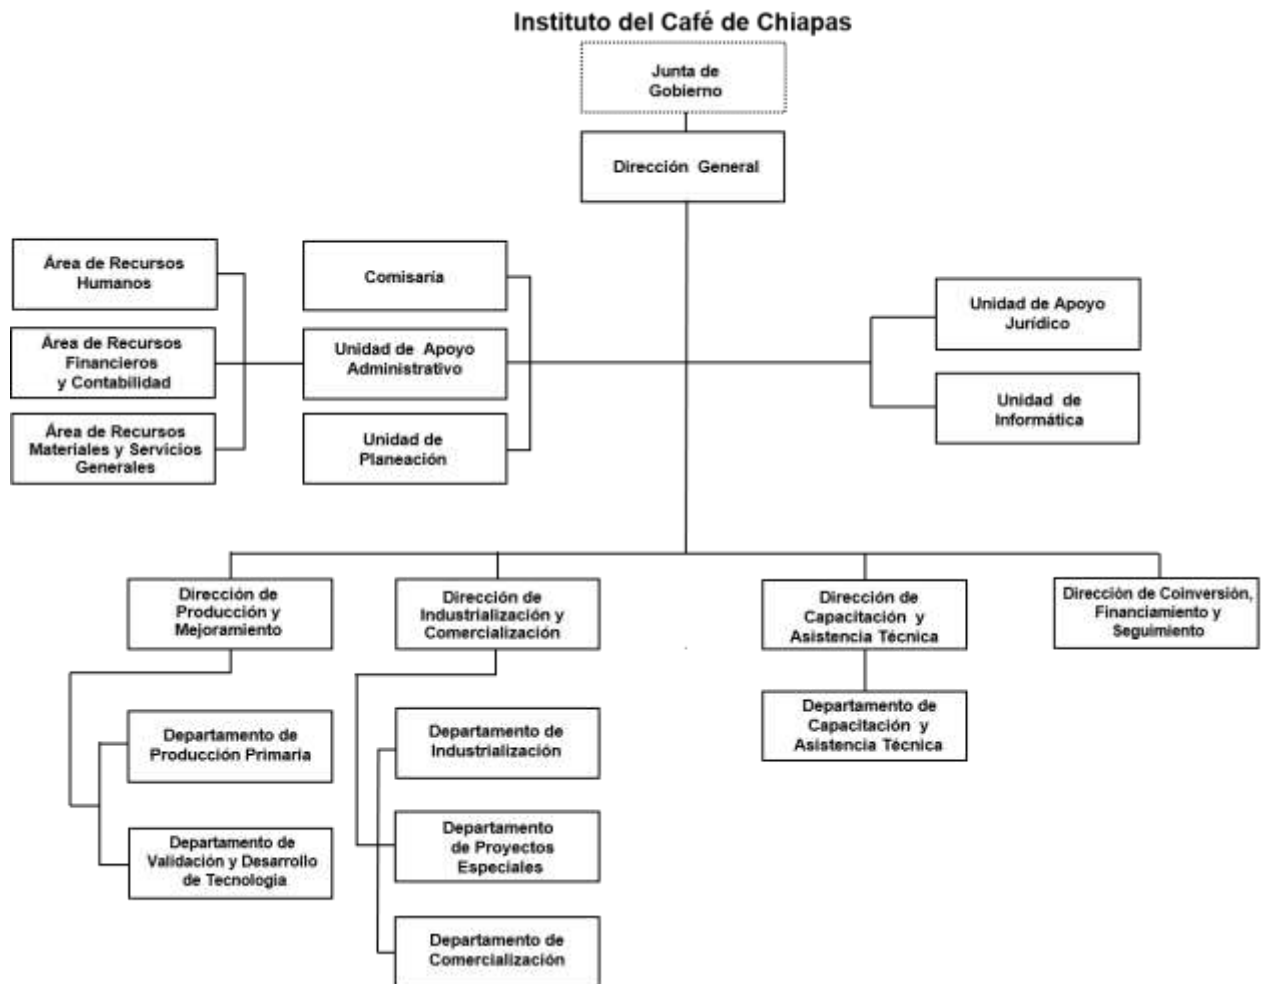 Instituto del Café de Chiapas
Junta de
Gobierno
Dirección General
Área de Recursos
Humanos
Comisaría
Unidad de Apoyo
Jurídico
Área de Recursos
Financieros
y Contabilidad
Unidad de Apoyo
Administrativo
Unidad de
Informática
Área de Recursos
Materiales y Servicios
Generales
Unidad de
Planeación
Dirección de
Producción y
Mejoramiento
Dirección de
Industrialización y
Comercialización
Dirección de
Capacitación y
Asistencia Técnica
Dirección de Coinversión,
Financiamiento y
Seguimiento
Departamento de
Producción Primaria
Departamento de
Industrialización
Departamento de
Capacitación y
Asistencia Técnica
Departamento de
Validación y Desarrollo
de Tecnologia
Departamento
de Proyectos
Especiales
Departamento de
Comercialización